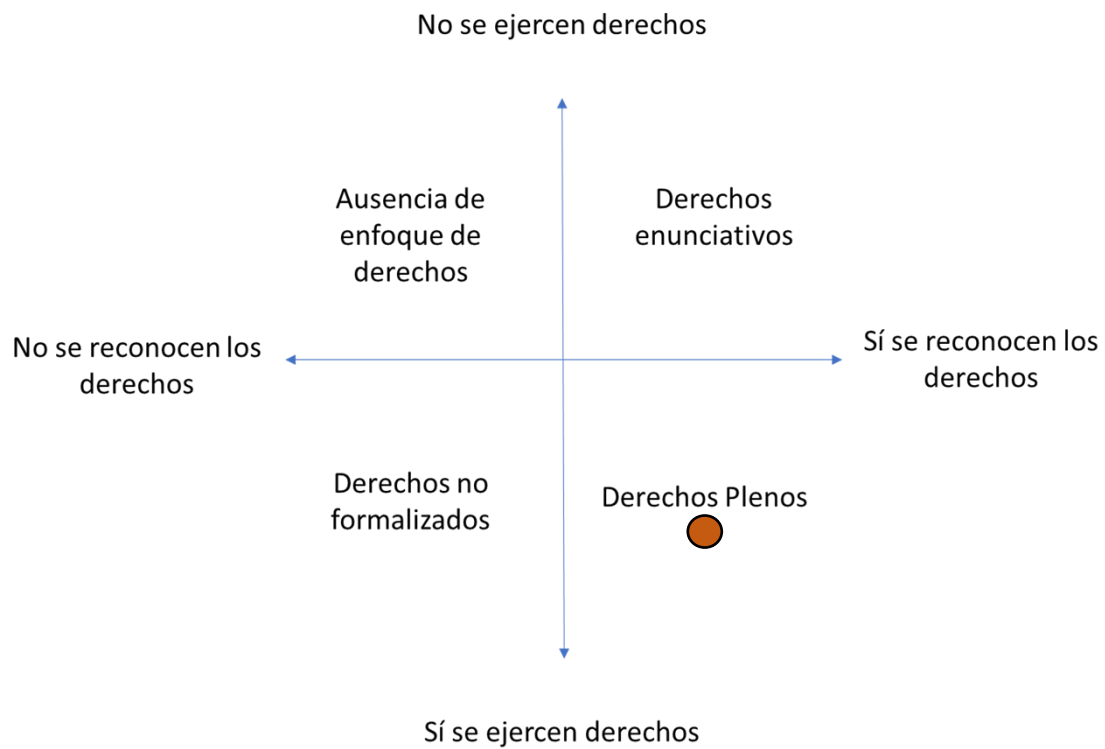 No se ejercen derechos
Ausencia de
enfoque de
derechos
Derechos
enunciativos
No se reconocen los
derechos
Sí se reconocen los
derechos
Derechos no
formalizados
Derechos Plenos
Sí se ejercen derechos